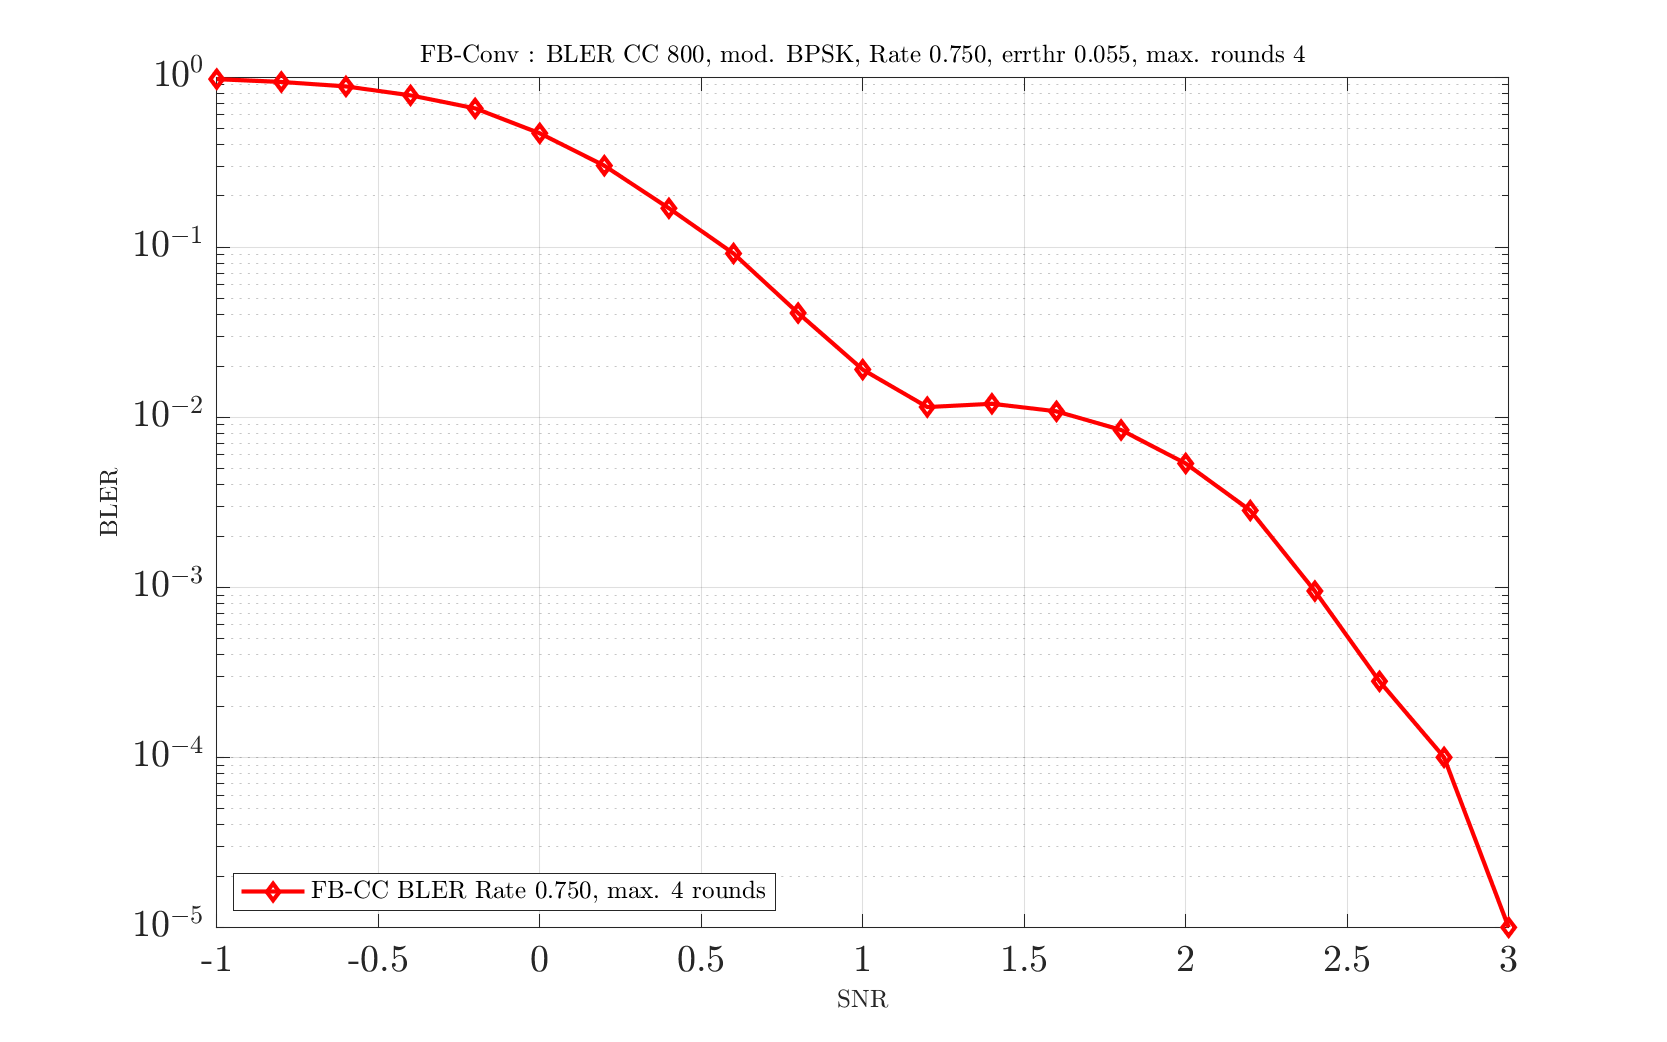 FB-Conv : BLER CC 800, mod. BPSK, Rate 0.750, errthr 0.055, max. rounds 4
10^0
10^−1
10^−2
10^−3
10^−4
10^−5
BLER
FB-CC BLER Rate 0.750, max. 4 rounds
-1 -0.5 0 0.5 1 1.5 2 2.5 3
SNR